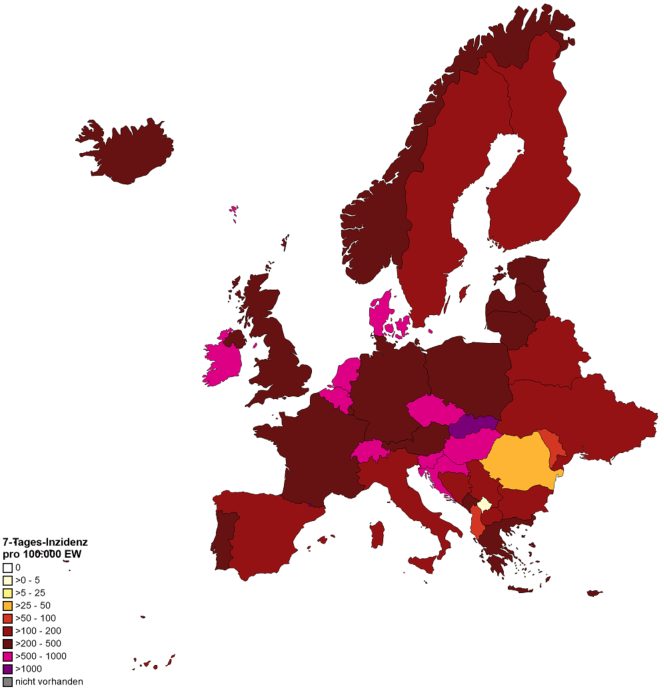 7-Tages-Inzidenz
pro 100.000 EW
0
>0 - 5
>5 - 25
>25 - 50
>50 - 100
>100 - 200
>200 - 500
>500 - 1000
>1000
nicht vorhanden